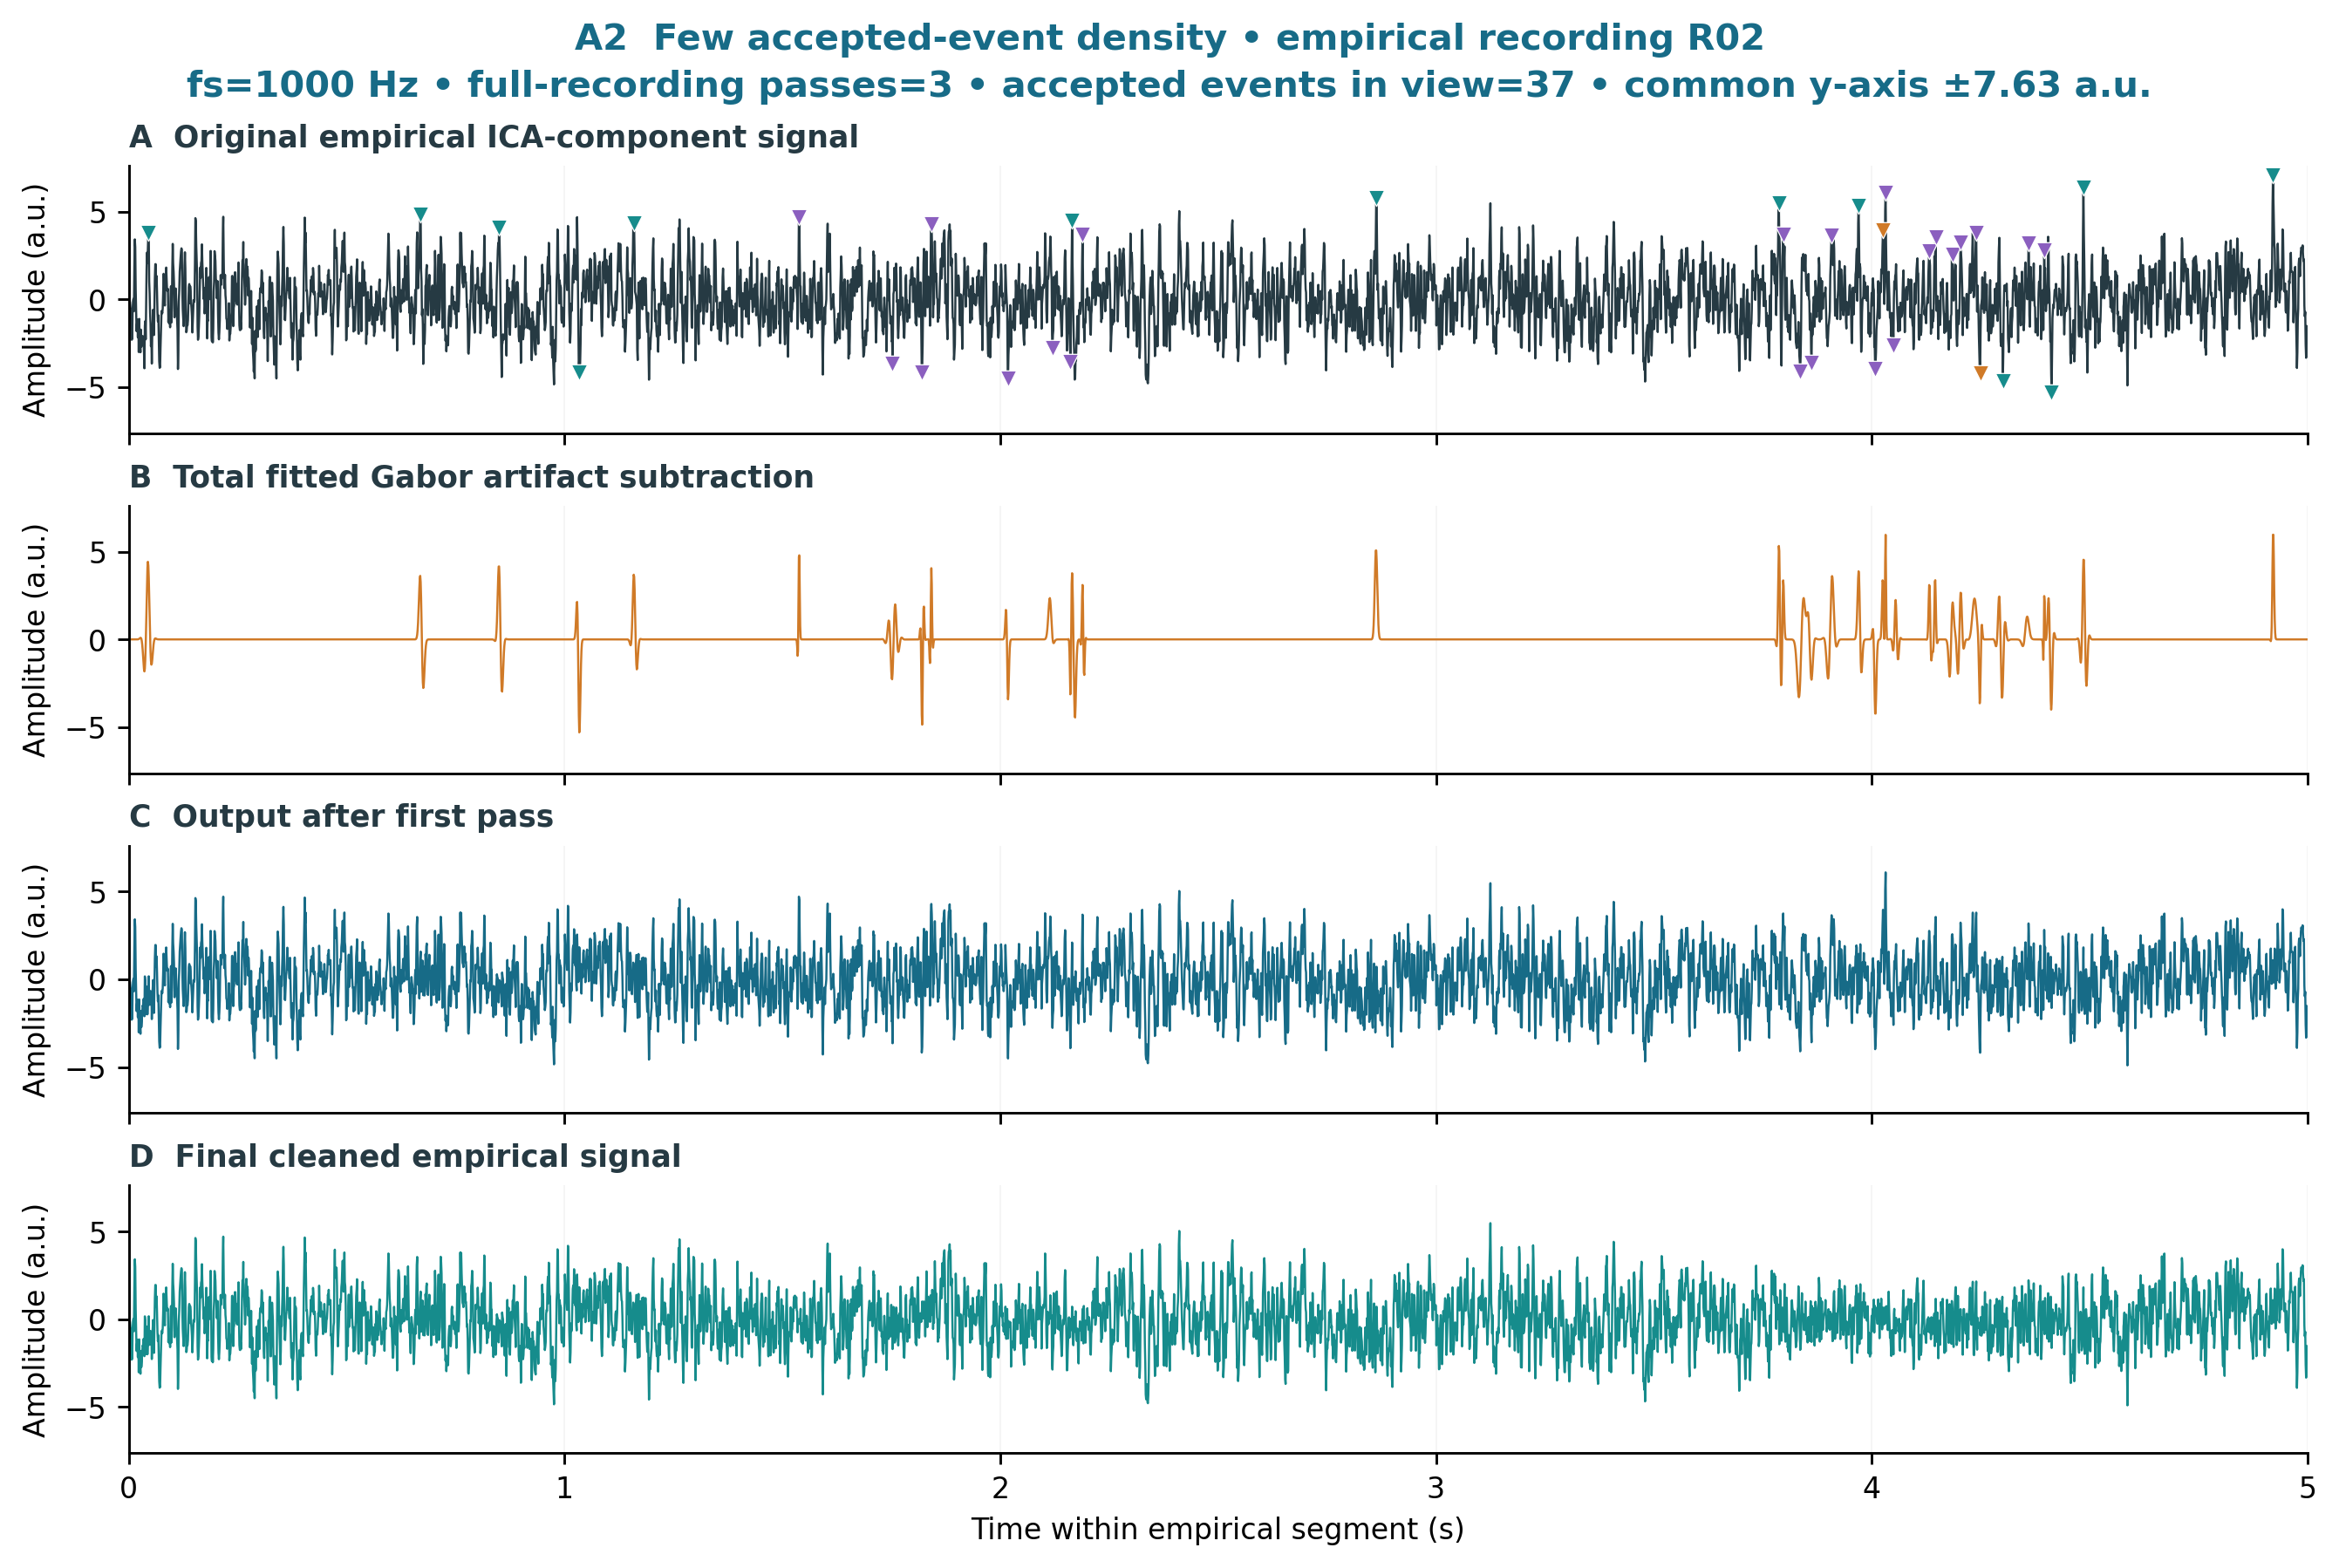 A2  Few accepted-event density • empirical recording R02
fs=1000 Hz • full-recording passes=3 • accepted events in view=37 • common y-axis ±7.63 a.u.
A  Original empirical ICA-component signal
Amplitude (a.u.)
5
0
−5
B  Total fitted Gabor artifact subtraction
Amplitude (a.u.)
5
0
−5
C  Output after first pass
Amplitude (a.u.)
5
0
−5
D  Final cleaned empirical signal
Amplitude (a.u.)
5
0
−5
0 1 2 3 4 5
Time within empirical segment (s)